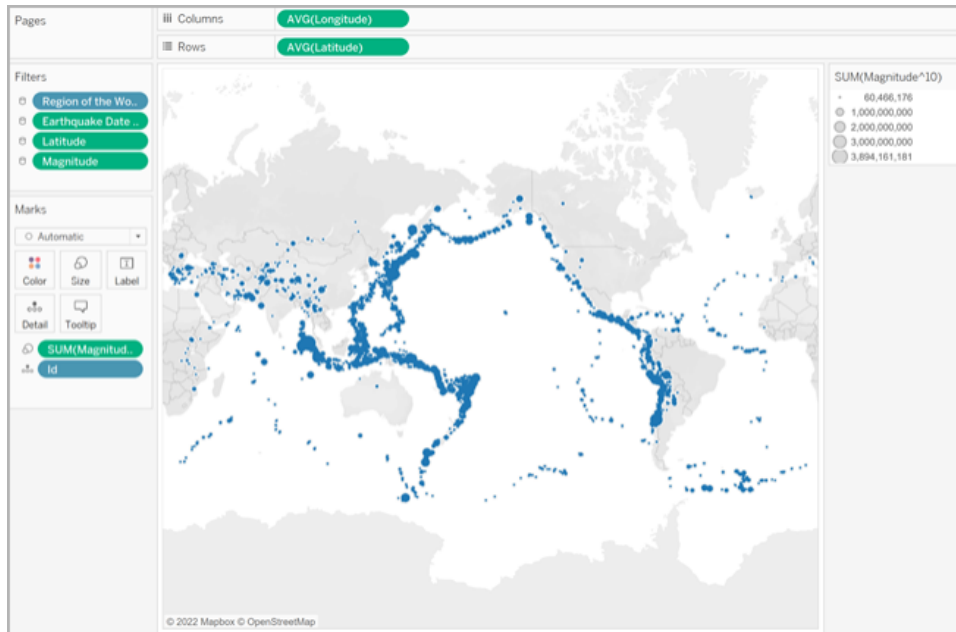 Pages
Columns
AVG(Longitude)
Rows
AVG(Latitude)
Filters
Region of the Wo..
Earthquake Date ..
Latitude
Magnitude
Marks
Automatic
Color
Size
Label
Detail
Tooltip
SUM(Magnitud..
Id
SUM(Magnitude^10)
60,466,176
1,000,000,000
2,000,000,000
3,000,000,000
3,894,161,181
© 2022 Mapbox © OpenStreetMap